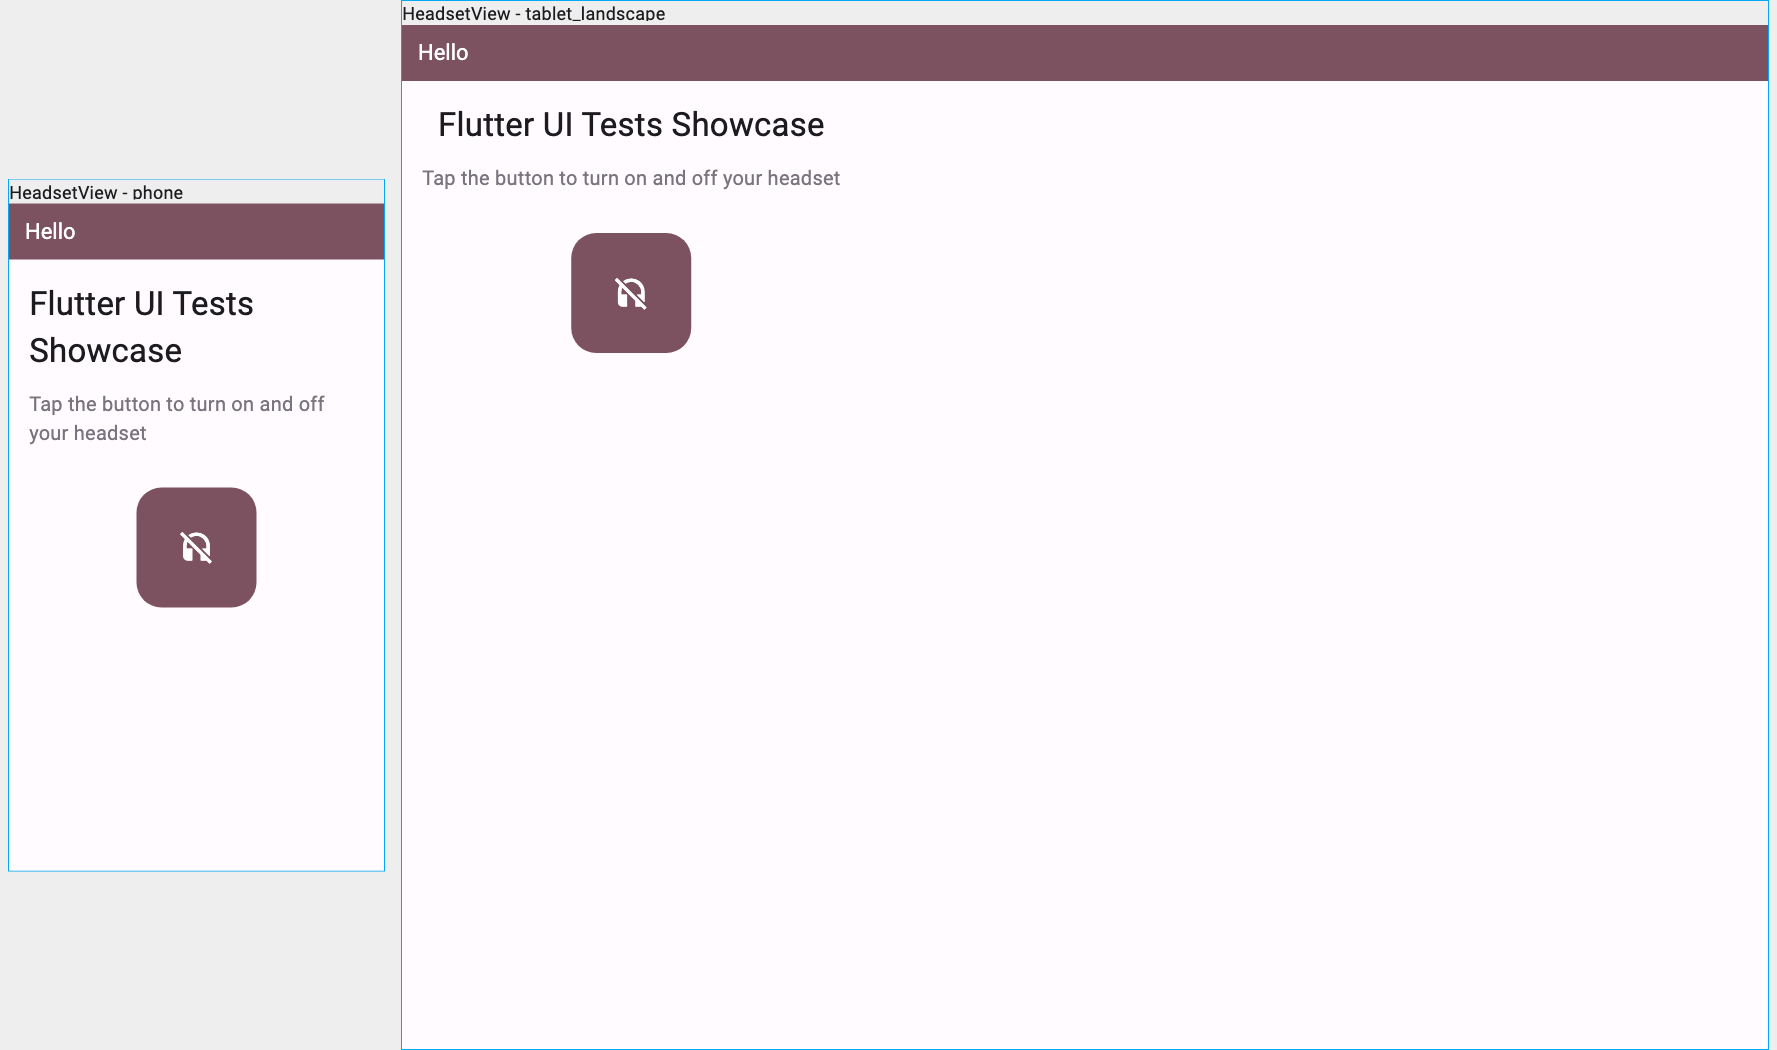 HeadsetView - phone
Hello
Flutter UI Tests
Showcase
Tap the button to turn on and off
your headset
HeadsetView - tablet_landscape
Hello
Flutter UI Tests Showcase
Tap the button to turn on and off your headset